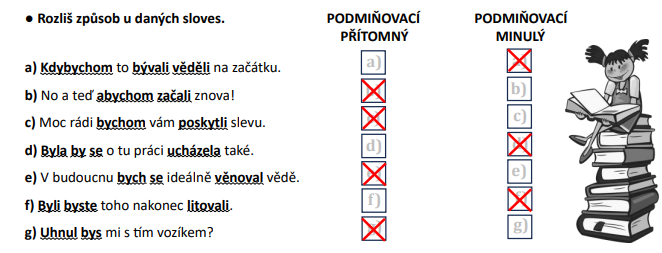 ● Rozliš způsob u daných sloves.
PODMIŇOVACÍ PŘÍTOMNÝ
PODMIŇOVACÍ MINULÝ
a) Kdybychom to bývali věděli na začátku. a)
b) No a teď abychom začali znova! b)
c) Moc rádi bychom vám poskytli slevu. c)
d) Byla by se o tu práci ucházela také. d)
e) V budoucnu bych se ideálně věnoval vědě. e)
f) Byli byste toho nakonec litovali. f)
g) Uhnul bys mi s tím vozíkem? g)